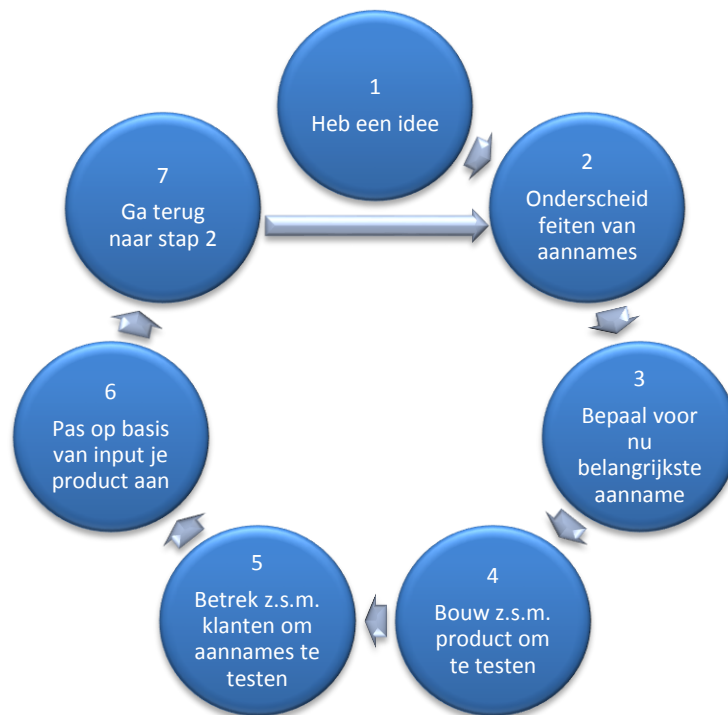 1
Heb een idee
2
Onderscheid
feiten van
aannames
3
Bepaal voor
nu
belangrijkste
aanname
4
Bouw z.s.m.
product om
te testen
5
Betrek z.s.m.
klanten om
aannames te
testen
6
Pas op basis
van input je
product aan
7
Ga terug
naar stap 2